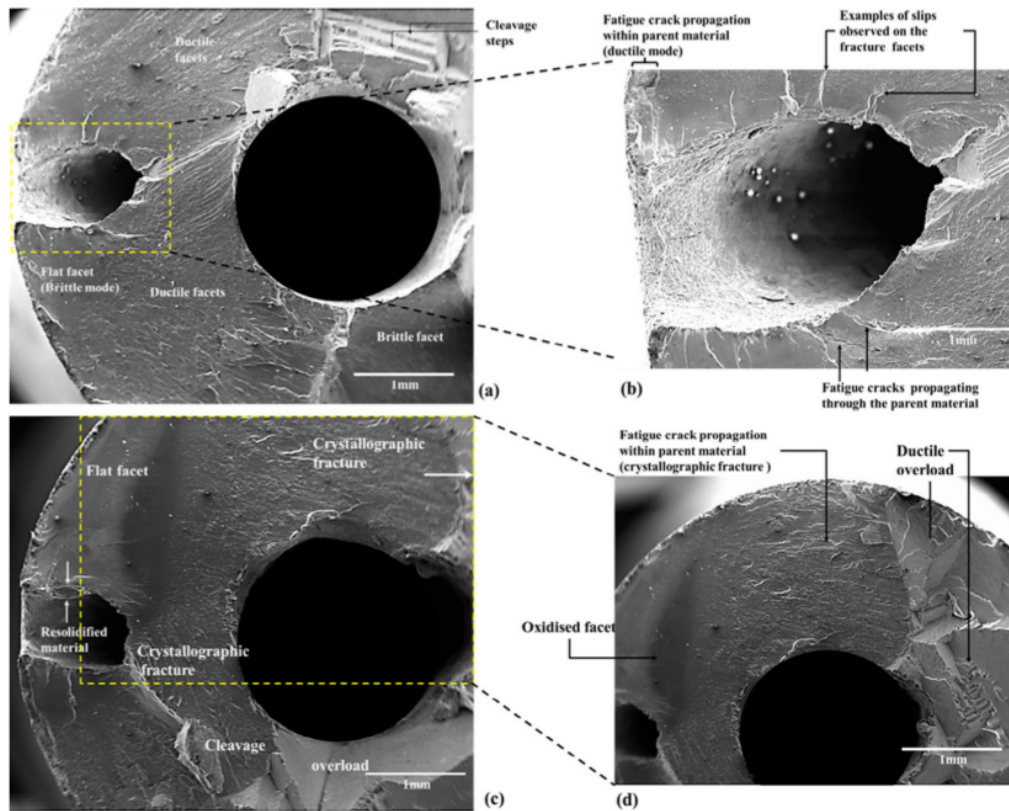 Ductile
facets
Cleavage
steps
Flat facet
(Brittle mode)
Ductile facets
Brittle facet
1mm
(a)
Fatigue crack propagation
within parent material
(ductile mode)
Examples of slips
observed on the
fracture facets
1mm
Fatigue cracks propagating
through the parent material
(b)
Flat facet
Crystallographic
fracture
Resolidified
material
Crystallographic
fracture
Cleavage
overload
1mm
(c)
Fatigue crack propagation
within parent material
(crystallographic fracture )
Ductile
overload
Oxidised facet
1mm
(d)